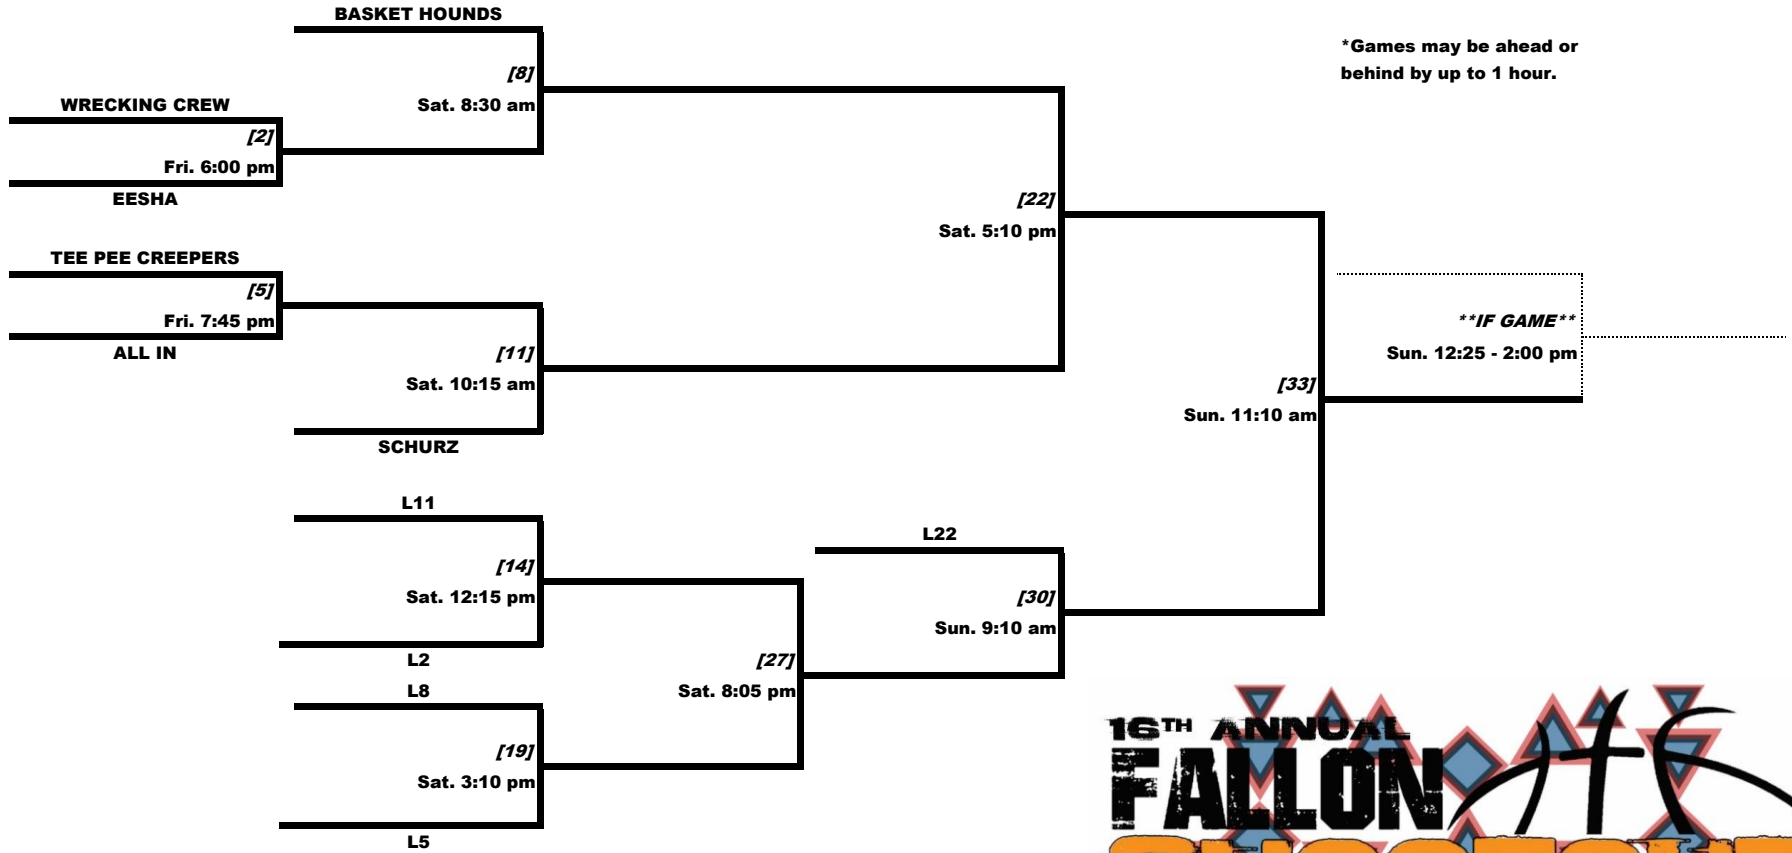 BASKET HOUNDS
*Games may be ahead or
behind by up to 1 hour.
[8]
Sat. 8:30 am
WRECKING CREW
[2]
Fri. 6:00 pm
EESHA
[22]
Sat. 5:10 pm
TEE PEE CREEPERS
[5]
Fri. 7:45 pm
ALL IN
**IF GAME**
Sun. 12:25 - 2:00 pm
[11]
Sat. 10:15 am
[33]
Sun. 11:10 am
SCHURZ
L11
L22
[14]
Sat. 12:15 pm
[30]
Sun. 9:10 am
L2
[27]
Sat. 8:05 pm
L8
[19]
Sat. 3:10 pm
L5
16TH ANNUAL
FALLON